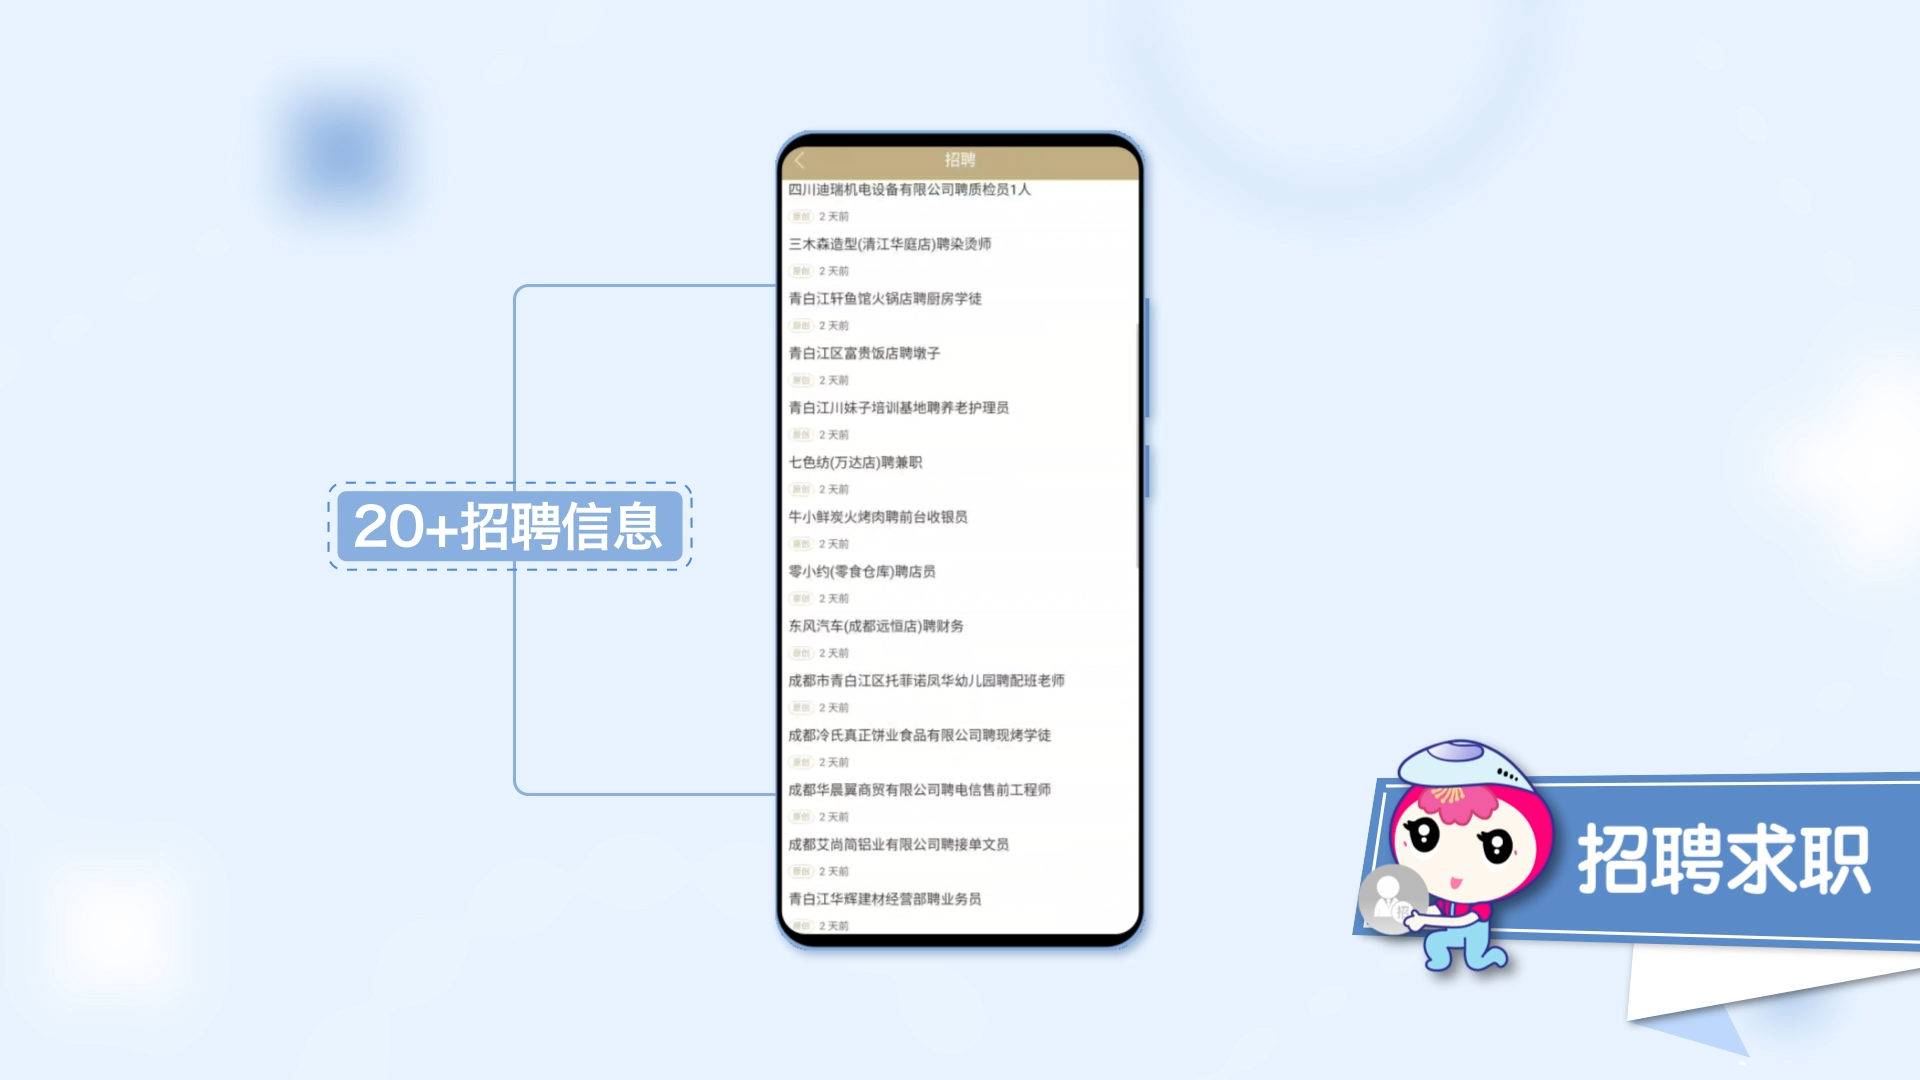 招聘
四川迪瑞机电设备有限公司聘质检员1人
原创 2 天前
三木森造型(清江华庭店)聘染烫师
原创 2 天前
青白江轩鱼馆火锅店聘厨房学徒
原创 2 天前
青白江区富贵饭店聘墩子
原创 2 天前
青白江川妹子培训基地聘养老护理员
原创 2 天前
七色纺(万达店)聘兼职
原创 2 天前
牛小鲜炭火烤肉聘前台收银员
原创 2 天前
零小约(零食仓库)聘店员
原创 2 天前
东风汽车(成都远恒店)聘财务
原创 2 天前
成都市青白江区托菲诺凤华幼儿园聘配班老师
原创 2 天前
成都冷氏真正饼业食品有限公司聘现烤学徒
原创 2 天前
成都华晨翼商贸有限公司聘电信售前工程师
原创 2 天前
成都艾尚简铝业有限公司聘接单文员
原创 2 天前
青白江华辉建材经营部聘业务员
原创 2 天前
20+招聘信息
招聘求职
招